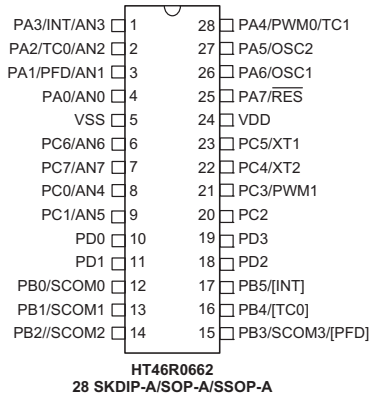 PA3/INT/AN3 1 28 PA4/PWM0/TC1
PA2/TC0/AN2 2 27 PA5/OSC2
PA1/PFD/AN1 3 26 PA6/OSC1
PA0/AN0 4 25 PA7/RES
VSS 5 24 VDD
PC6/AN6 6 23 PC5/XT1
PC7/AN7 7 22 PC4/XT2
PC0/AN4 8 21 PC3/PWM1
PC1/AN5 9 20 PC2
PD0 10 19 PD3
PD1 11 18 PD2
PB0/SCOM0 12 17 PB5/[INT]
PB1/SCOM1 13 16 PB4/[TC0]
PB2//SCOM2 14 15 PB3/SCOM3/[PFD]
HT46R0662
28 SKDIP-A/SOP-A/SSOP-A